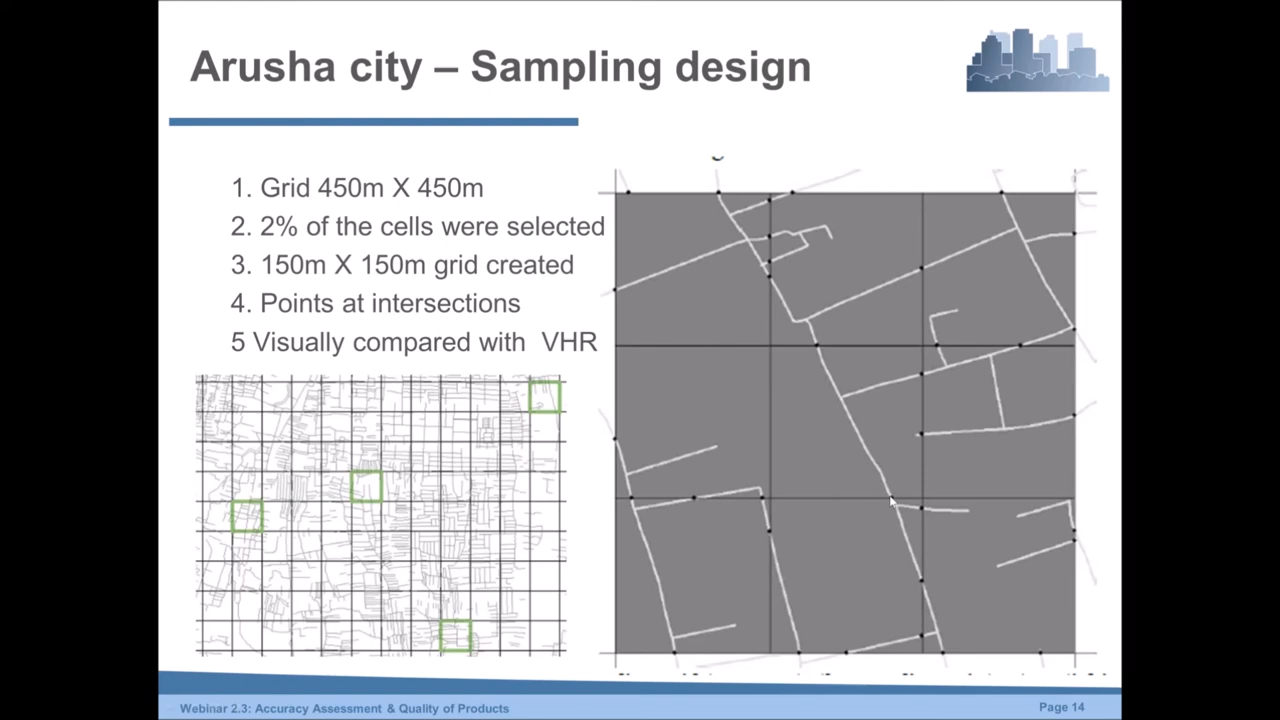 Arusha city – Sampling design
1. Grid 450m X 450m
2. 2% of the cells were selected
3. 150m X 150m grid created
4. Points at intersections
5 Visually compared with VHR
Webinar 2.3: Accuracy Assessment & Quality of Products
Page 14